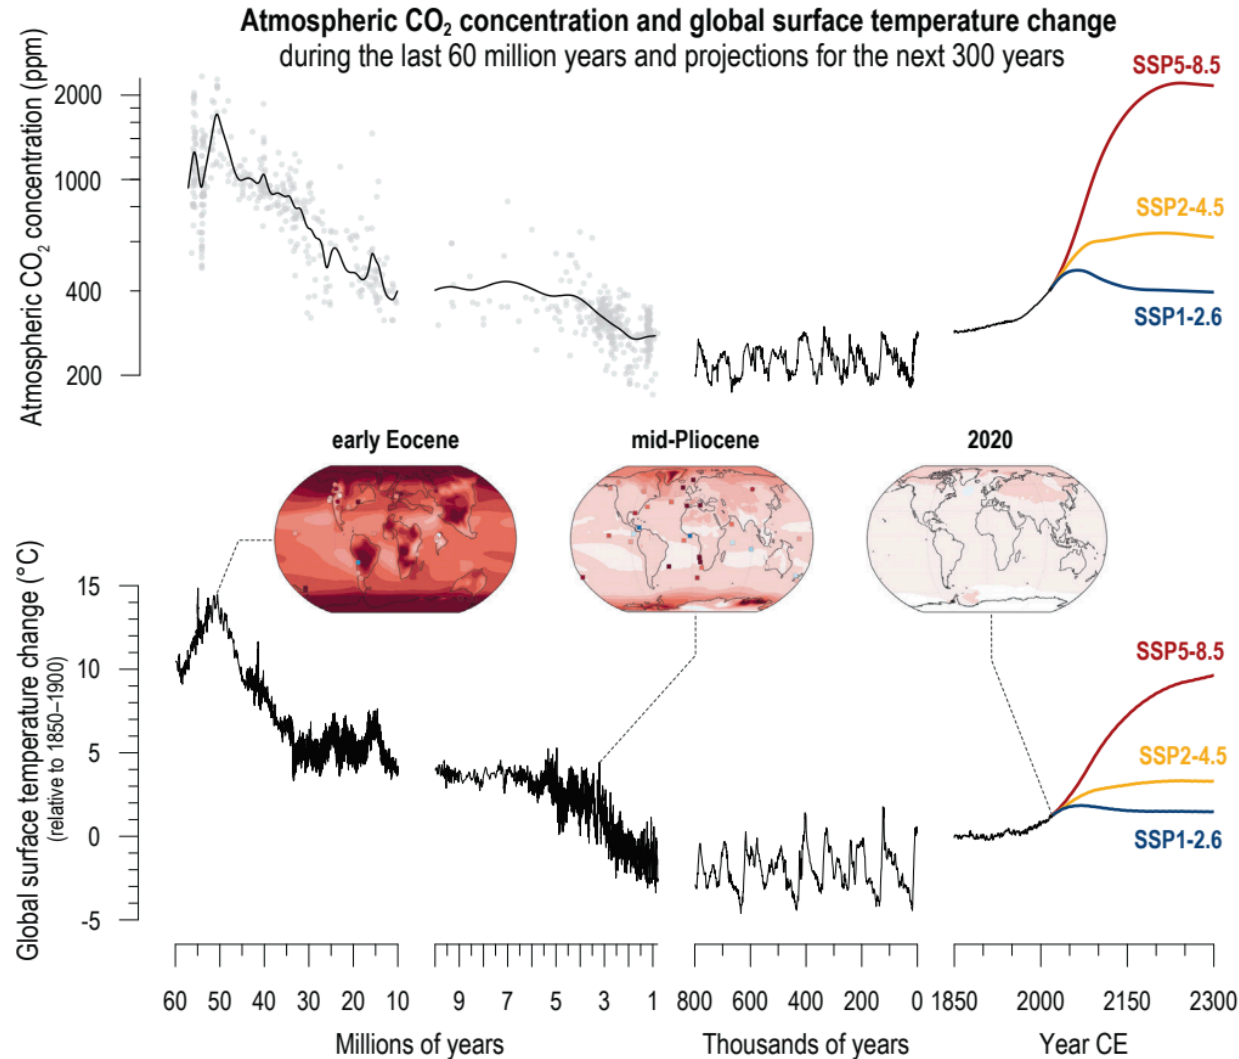 Atmospheric CO₂ concentration and global surface temperature change
during the last 60 million years and projections for the next 300 years
Atmospheric CO₂ concentration (ppm)
2000
1000
400
200
SSP5-8.5
SSP2-4.5
SSP1-2.6
early Eocene
mid-Pliocene
2020
Global surface temperature change (°C)
(relative to 1850–1900)
15
10
5
0
-5
SSP5-8.5
SSP2-4.5
SSP1-2.6
60 50 40 30 20 10
9 7 5 3 1
800 600 400 200 0
1850 2000 2150 2300
Millions of years
Thousands of years
Year CE